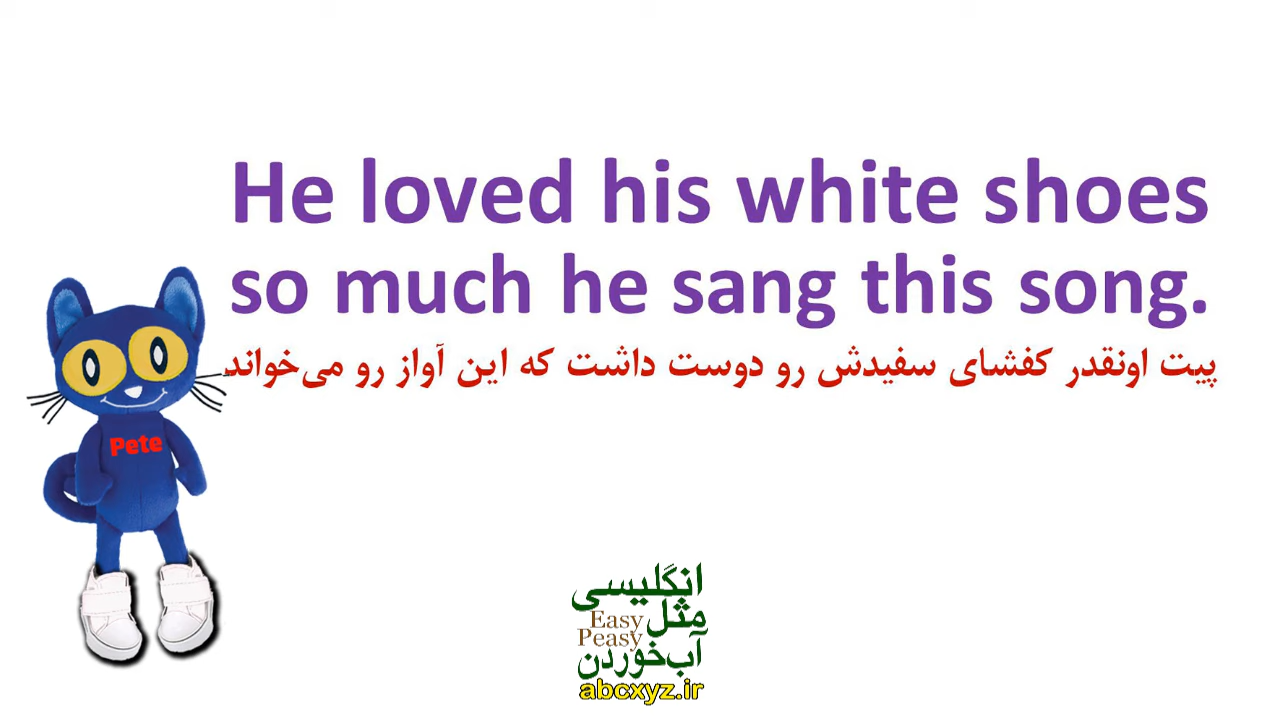 He loved his white shoes
so much he sang this song.
پیت اونقدر کفشای سفیدش رو دوست داشت که این آواز رو می‌خواند
Pete
انگلیسی
مثل
Easy
Peasy
آب‌خوردن
abcxyz.ir